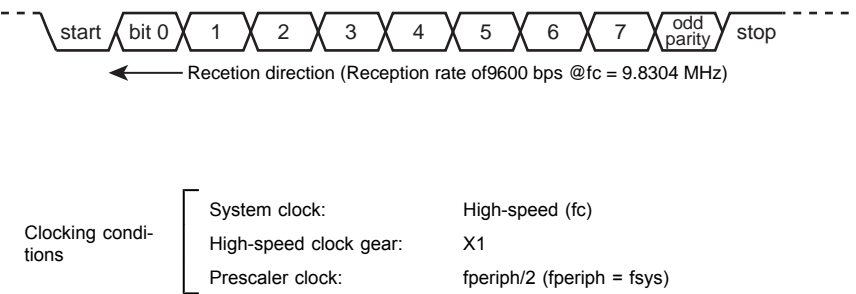 start bit 0 1 2 3 4 5 6 7 odd parity stop
Recetion direction (Reception rate of9600 bps @fc = 9.8304 MHz)
Clocking condi-
tions
System clock: High-speed (fc)
High-speed clock gear: X1
Prescaler clock: fperiph/2 (fperiph = fsys)